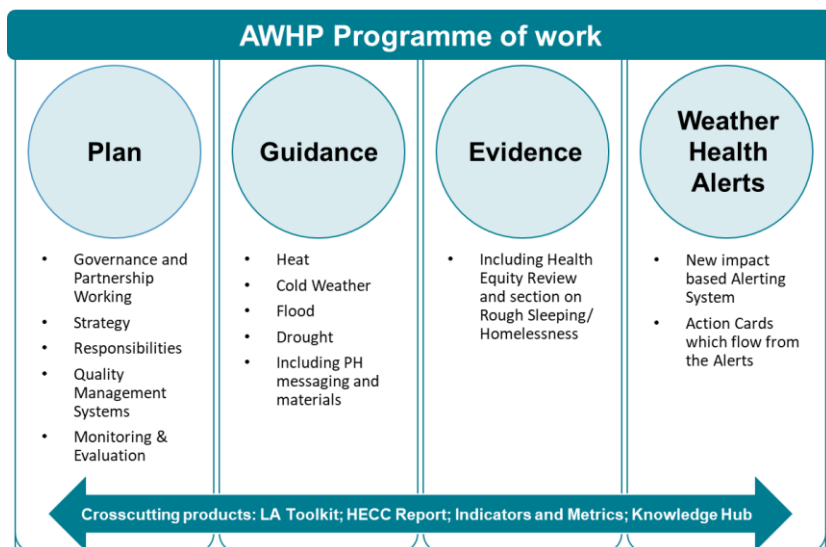 AWHP Programme of work
Plan
• Governance and
Partnership
Working
• Strategy
• Responsibilities
• Quality
Management
Systems
• Monitoring &
Evaluation
Guidance
• Heat
• Cold Weather
• Flood
• Drought
• Including PH
messaging and
materials
Evidence
• Including Health
Equity Review
and section on
Rough Sleeping/
Homelessness
Weather
Health
Alerts
• New impact
based Alerting
System
• Action Cards
which flow from
the Alerts
Crosscutting products: LA Toolkit; HECC Report; Indicators and Metrics; Knowledge Hub